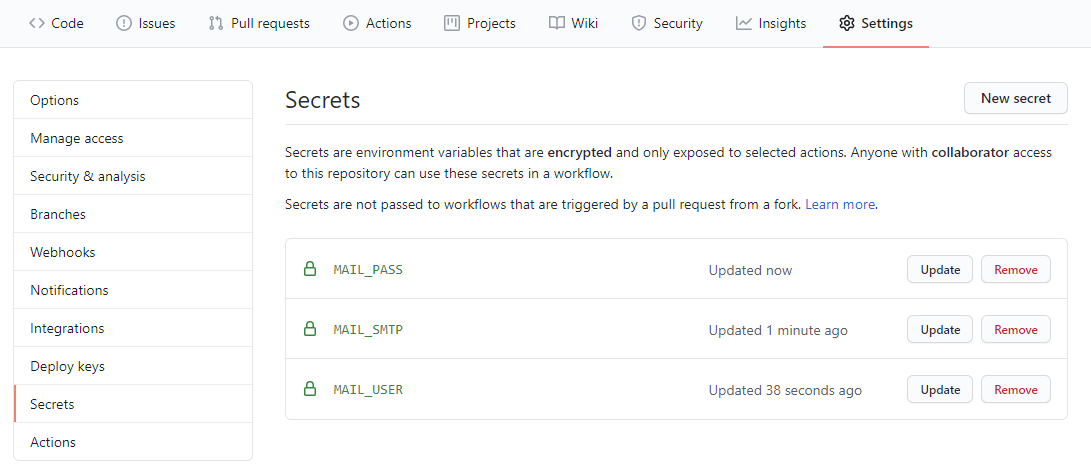 Code Issues Pull requests Actions Projects Wiki Security Insights Settings
Options
Manage access
Security & analysis
Branches
Webhooks
Notifications
Integrations
Deploy keys
Secrets
Actions
Secrets New secret
Secrets are environment variables that are encrypted and only exposed to selected actions. Anyone with collaborator access
to this repository can use these secrets in a workflow.
Secrets are not passed to workflows that are triggered by a pull request from a fork. Learn more.
MAIL_PASS Updated now Update Remove
MAIL_SMTP Updated 1 minute ago Update Remove
MAIL_USER Updated 38 seconds ago Update Remove